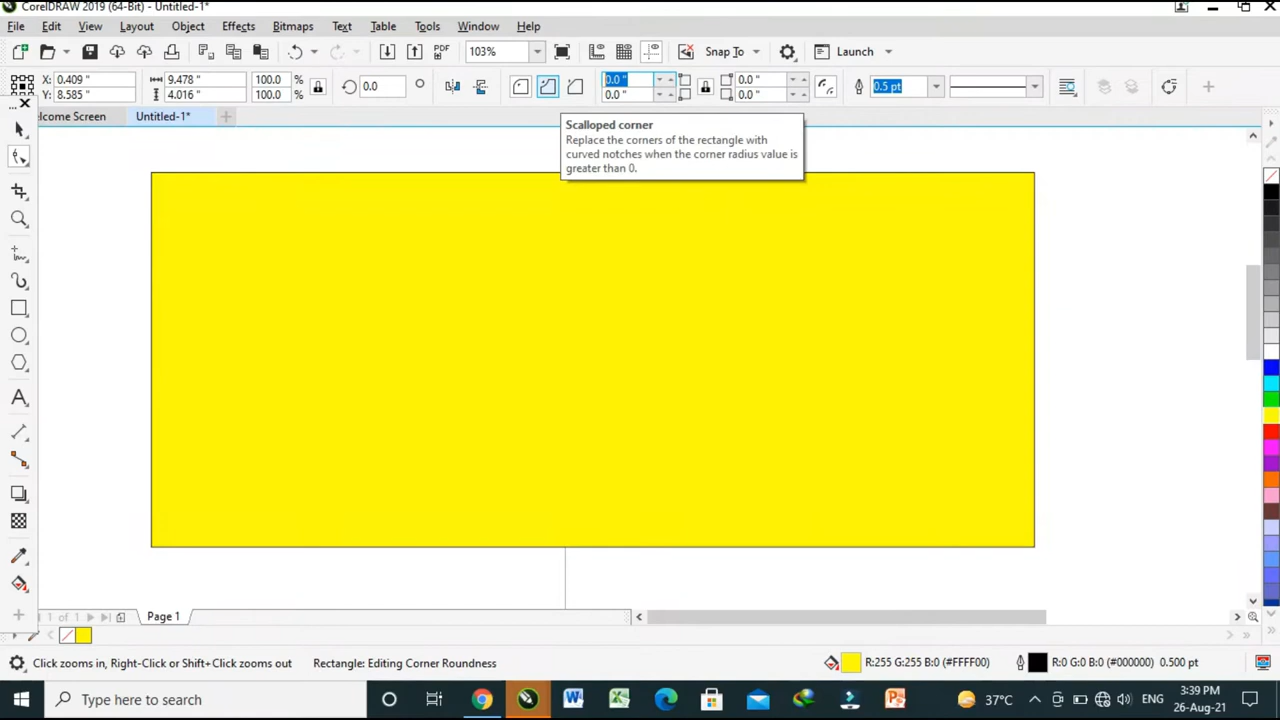 CorelDRAW 2019 (64-Bit) - Untitled-1*
File Edit View Layout Object Effects Bitmaps Text Table Tools Window Help
PDF 103% Snap To Launch
X: 0.409 " 9.478 " 100.0 % 0.0 0.0 " 0.0 " 0.5 pt
Y: 8.585 " 4.016 " 100.0 % 0.0 " 0.0 "
elcome Screen Untitled-1*
Scalloped corner
Replace the corners of the rectangle with
curved notches when the corner radius value is
greater than 0.
1 of 1 Page 1
Click zooms in, Right-Click or Shift+Click zooms out Rectangle: Editing Corner Roundness R:255 G:255 B:0 (#FFFF00) R:0 G:0 B:0 (#000000) 0.500 pt
Type here to search 37°C ENG 3:39 PM
26-Aug-21